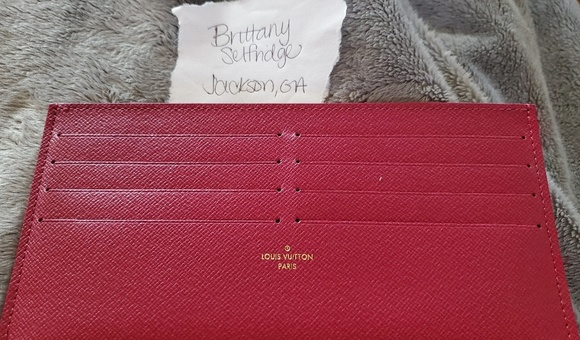 Brittany
Selfridge
Jackson, GA
LOUIS VUITTON
PARIS